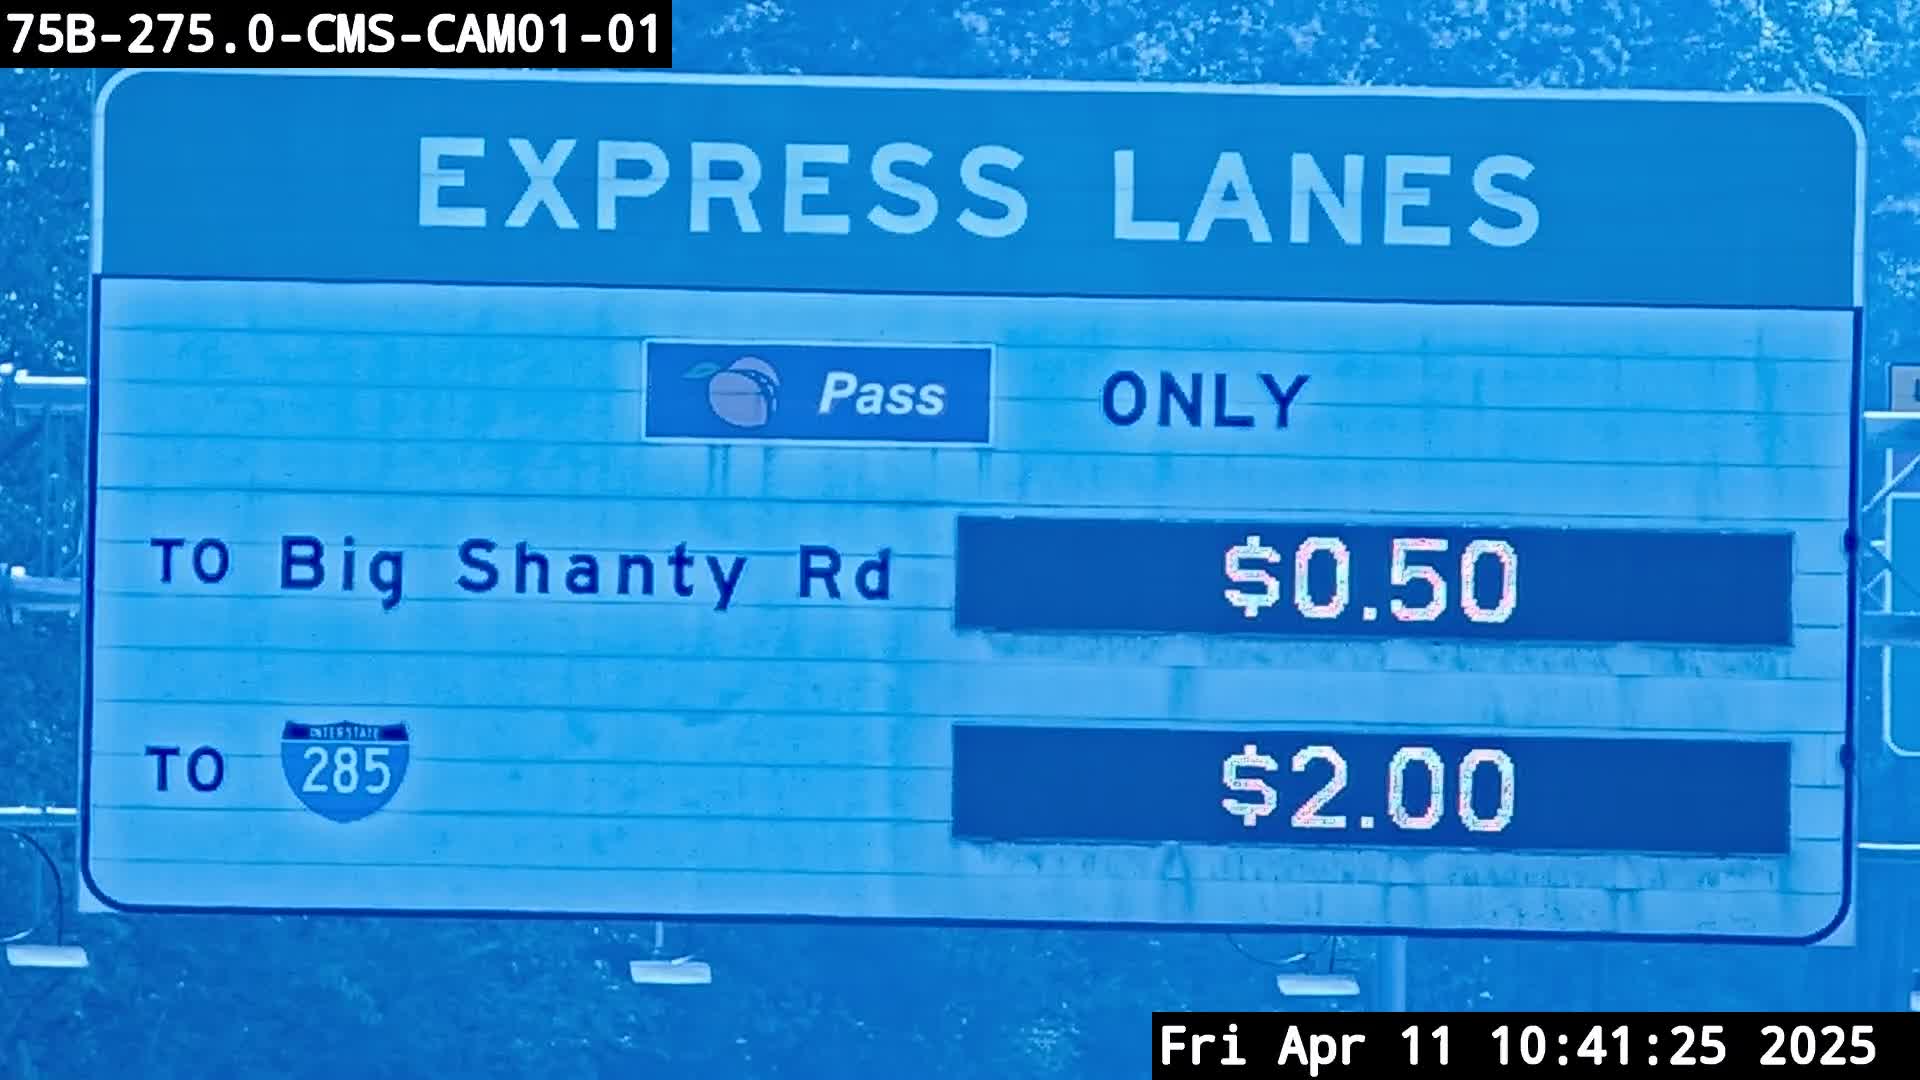 75B-275.0-CMS-CAM01-01
EXPRESS LANES
Pass ONLY
TO Big Shanty Rd $0.50
TO INTERSTATE 285 $2.00
Fri Apr 11 10:41:25 2025